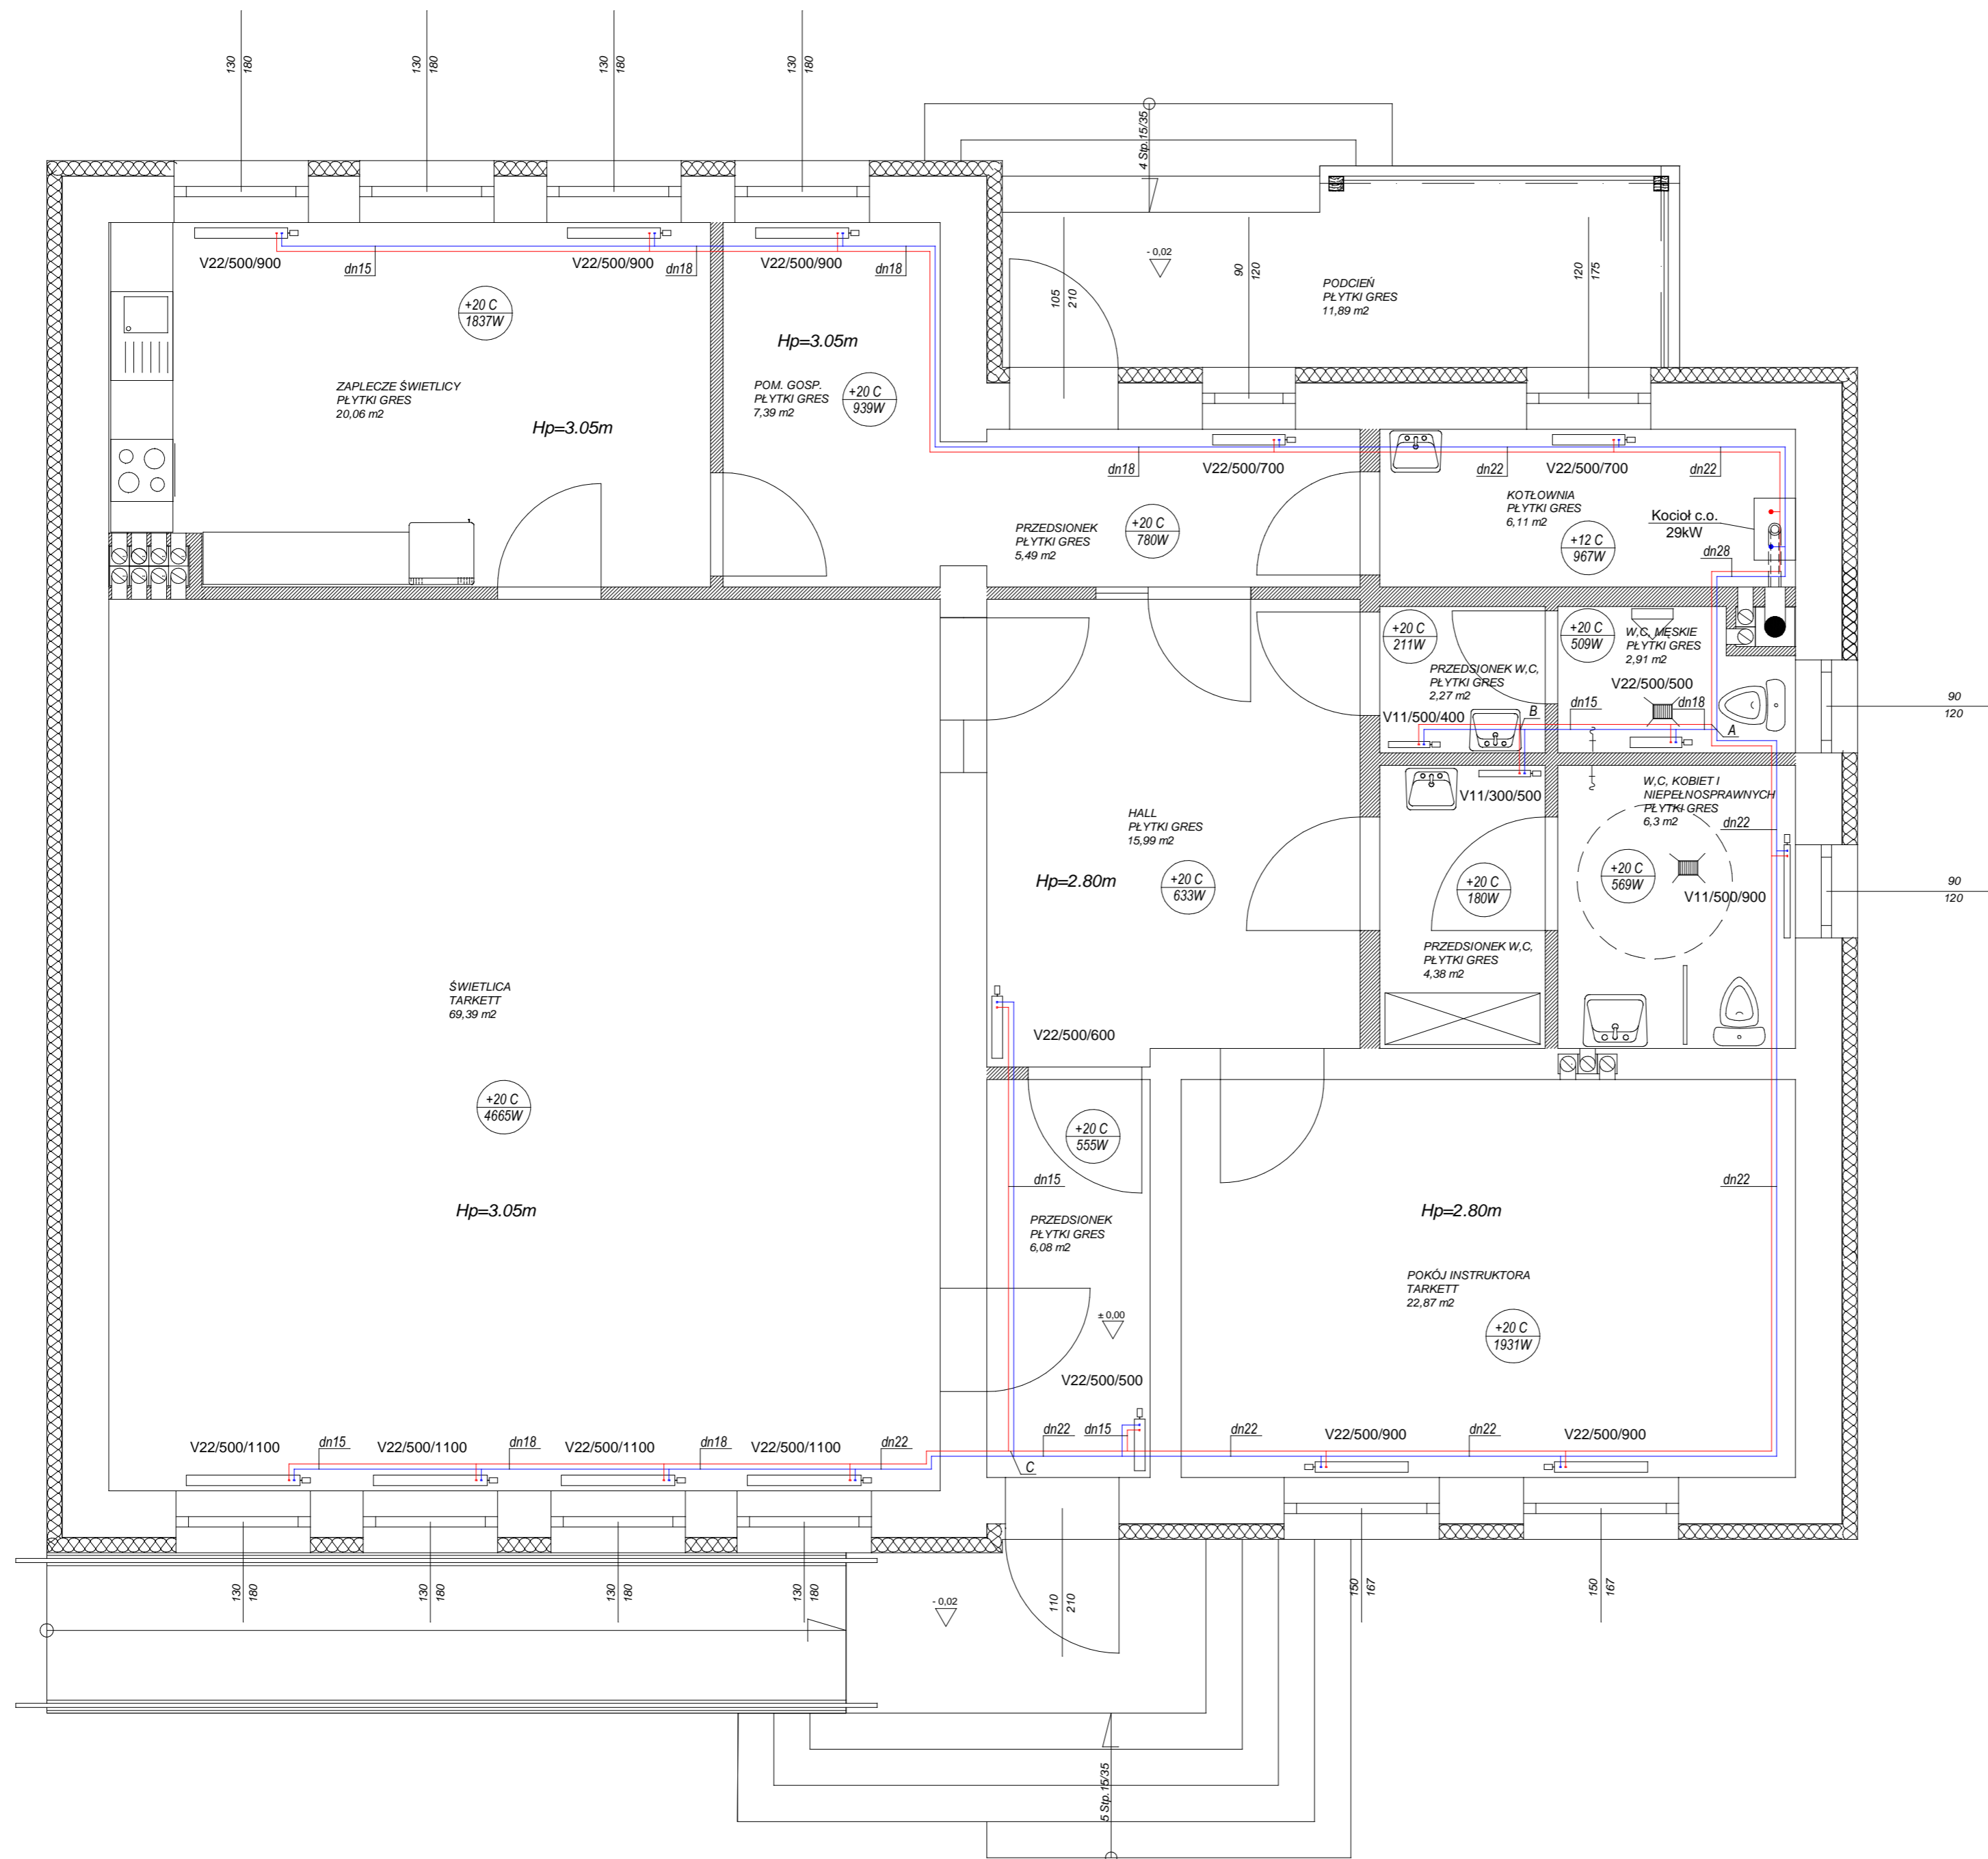 130
180
130
180
130
180
130
180
4 Stp.15/35
V22/500/900
dn15
V22/500/900
dn18
V22/500/900
dn18
- 0,02
105
210
90
120
120
175
PODCIEŃ
PŁYTKI GRES
11,89 m2
+20 C
1837W
Hp=3.05m
ZAPLECZE ŚWIETLICY
PŁYTKI GRES
20,06 m2
Hp=3.05m
POM. GOSP.
PŁYTKI GRES
7,39 m2
+20 C
939W
dn18
V22/500/700
dn22
V22/500/700
dn22
PRZEDSIONEK
PŁYTKI GRES
5,49 m2
+20 C
780W
KOTŁOWNIA
PŁYTKI GRES
6,11 m2
+12 C
967W
Kocioł c.o.
29kW
dn28
+20 C
211W
PRZEDSIONEK W,C,
PŁYTKI GRES
2,27 m2
+20 C
509W
W,C, MĘSKIE
PŁYTKI GRES
2,91 m2
V22/500/500
V11/500/400
B
dn15
dn18
A
90
120
V11/300/500
W,C, KOBIET I
NIEPEŁNOSPRAWNYCH
PŁYTKI GRES
6,3 m2
dn22
HALL
PŁYTKI GRES
15,99 m2
Hp=2.80m
+20 C
633W
+20 C
180W
+20 C
569W
V11/500/900
90
120
PRZEDSIONEK W,C,
PŁYTKI GRES
4,38 m2
ŚWIETLICA
TARKETT
69,39 m2
V22/500/600
+20 C
4665W
+20 C
555W
dn15
dn22
Hp=3.05m
PRZEDSIONEK
PŁYTKI GRES
6,08 m2
Hp=2.80m
POKÓJ INSTRUKTORA
TARKETT
22,87 m2
± 0,00
+20 C
1931W
V22/500/500
V22/500/1100
dn15
V22/500/1100
dn18
V22/500/1100
dn18
V22/500/1100
dn22
C
dn22
dn15
dn22
V22/500/900
dn22
V22/500/900
130
180
130
180
130
180
130
180
- 0,02
110
210
150
167
150
167
5 Stp.15/35